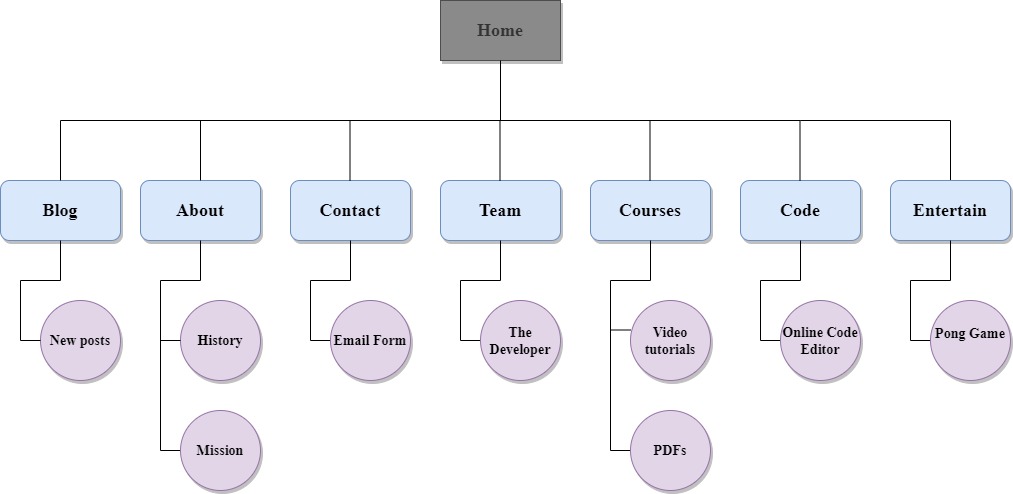 Home
Blog
About
Contact
Team
Courses
Code
Entertain
New posts
History
Email Form
The
Developer
Video
tutorials
Online Code
Editor
Pong Game
Mission
PDFs